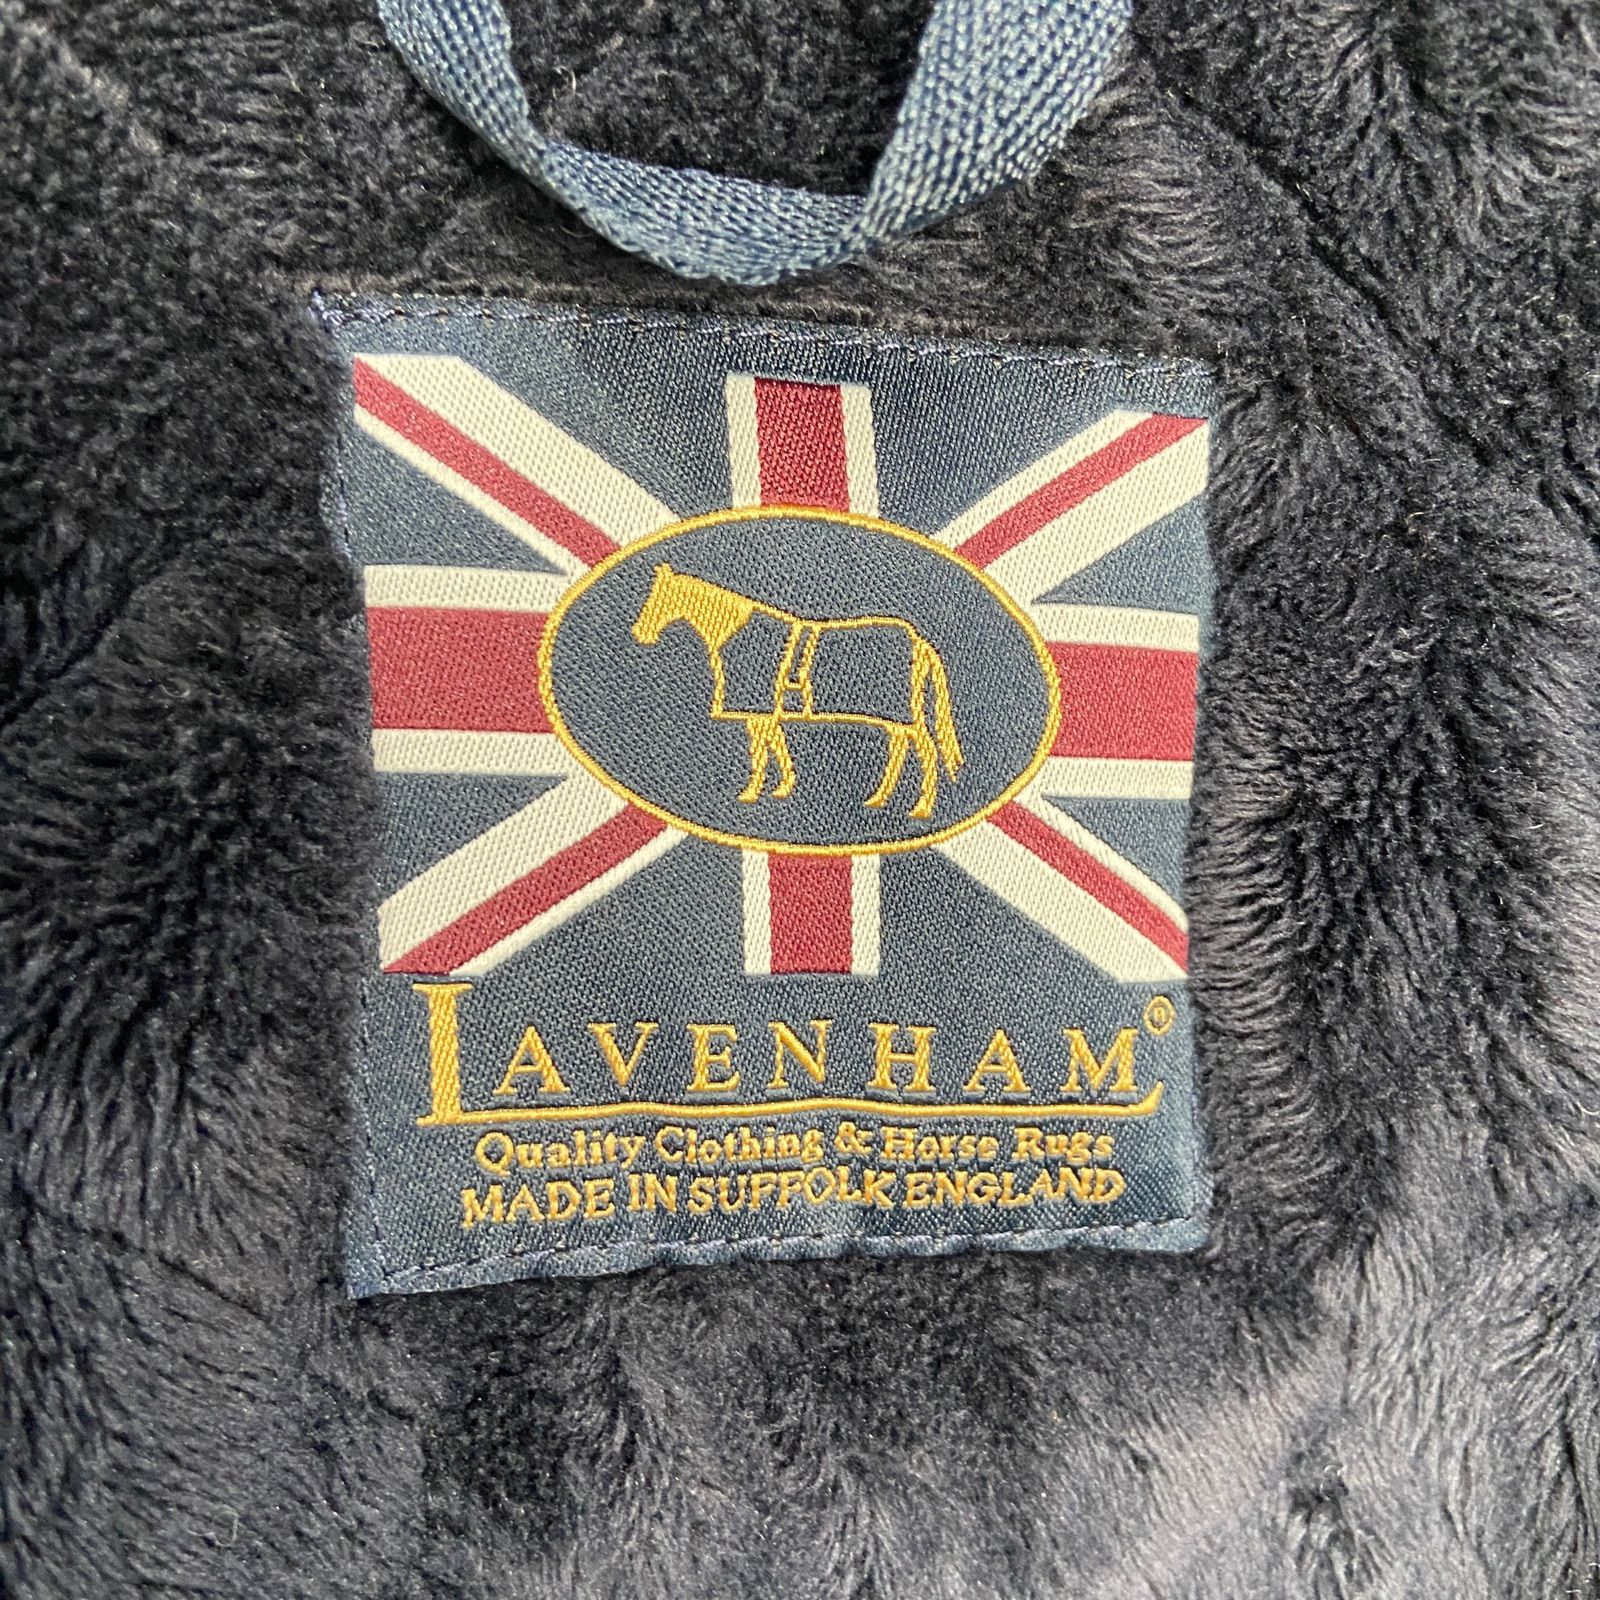 LAVENHAM®
Quality Clothing & Horse Rugs
MADE IN SUFFOLK ENGLAND